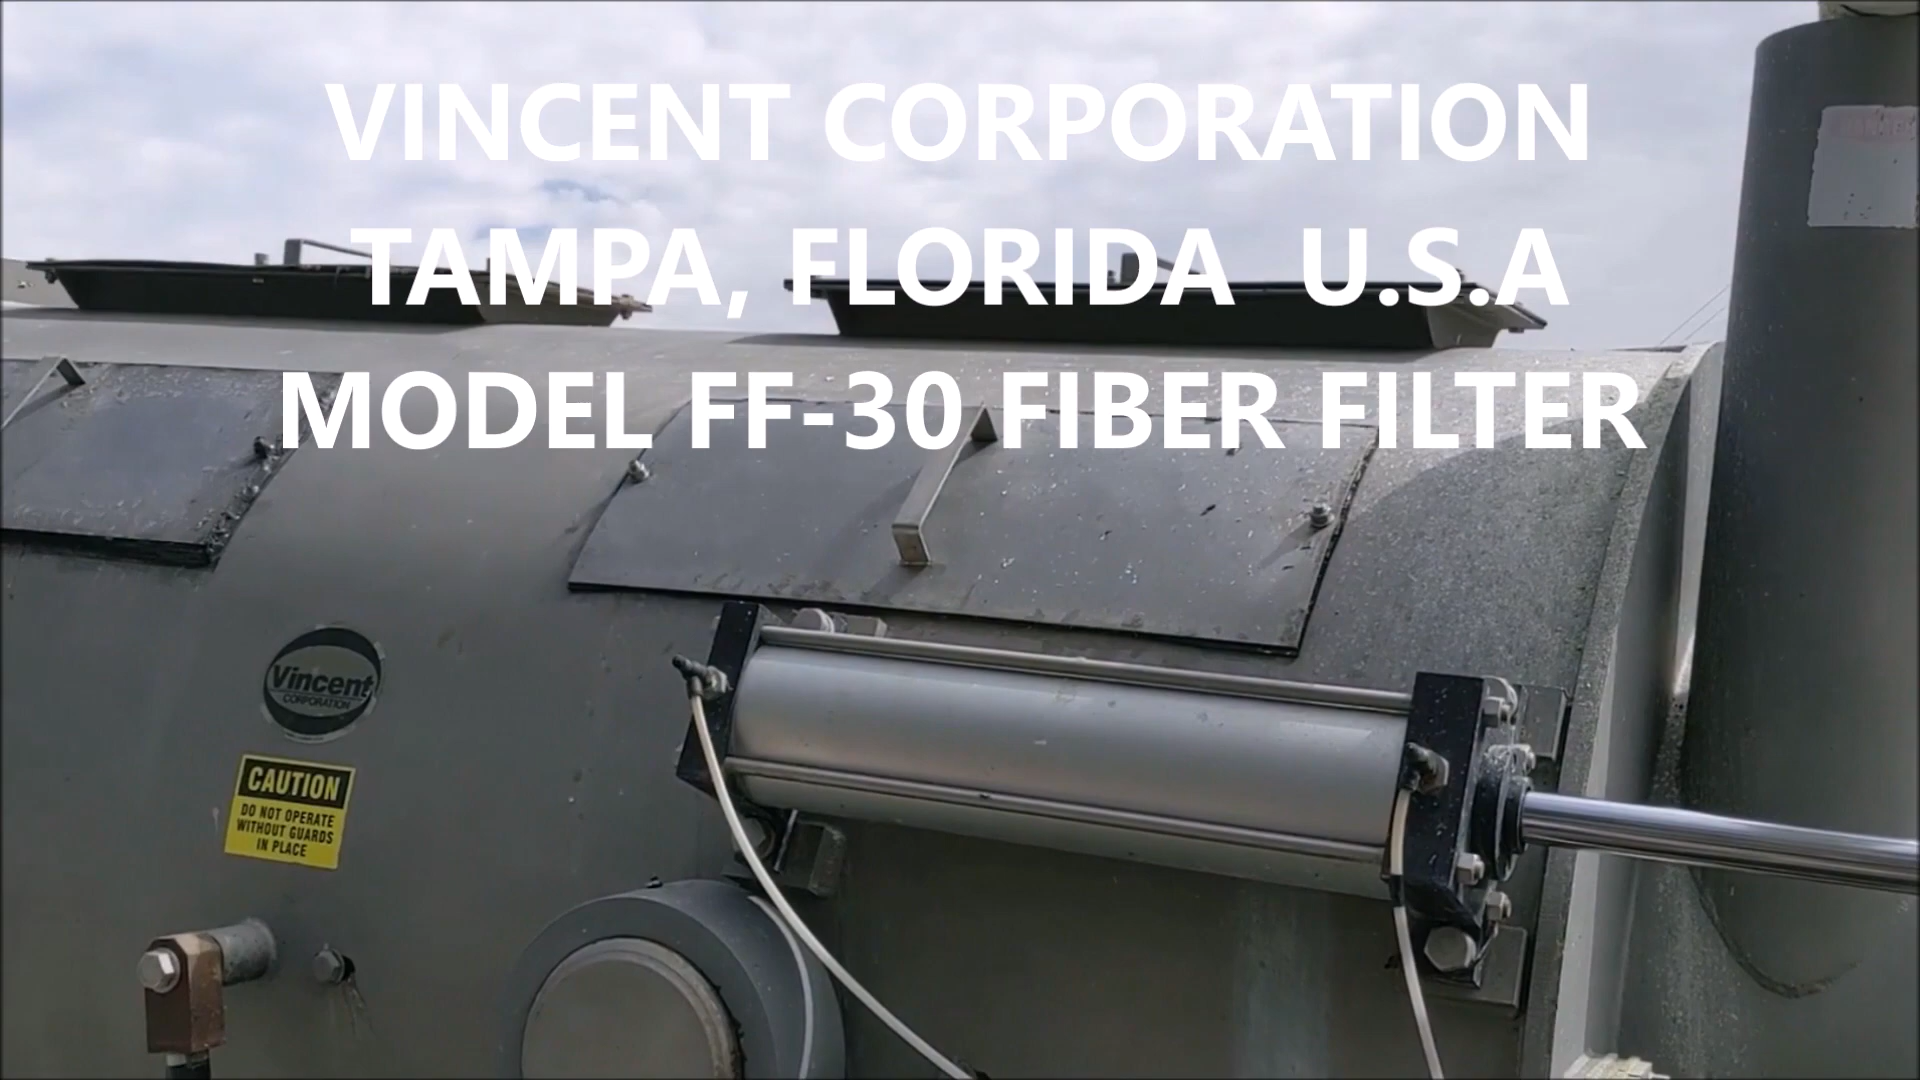 VINCENT CORPORATION
TAMPA, FLORIDA U.S.A
MODEL FF-30 FIBER FILTER
Vincent
CORPORATION
CAUTION
DO NOT OPERATE
WITHOUT GUARDS
IN PLACE